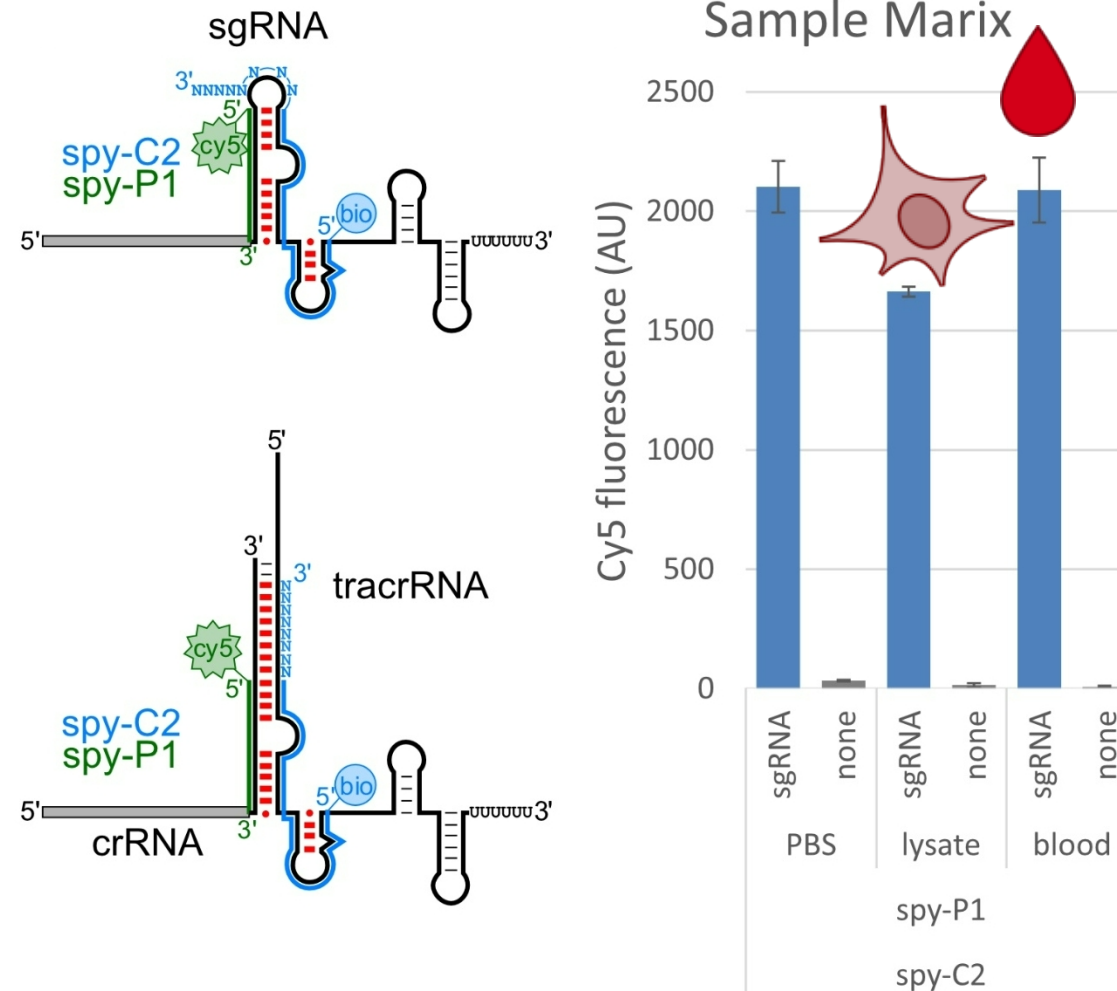 sgRNA
3'NNNNN N N N
5'
cy5
spy-C2
spy-P1
5' bio
5'
3'
UUUUUU3'
5'
3'
3'
tracrRNA
NNNNNNNN
cy5
5'
spy-C2
spy-P1
5' bio
5'
3'
UUUUUU3'
crRNA
Sample Marix
Cy5 fluorescence (AU)
2500
2000
1500
1000
500
0
sgRNA none sgRNA none sgRNA none
PBS lysate blood
spy-P1
spy-C2